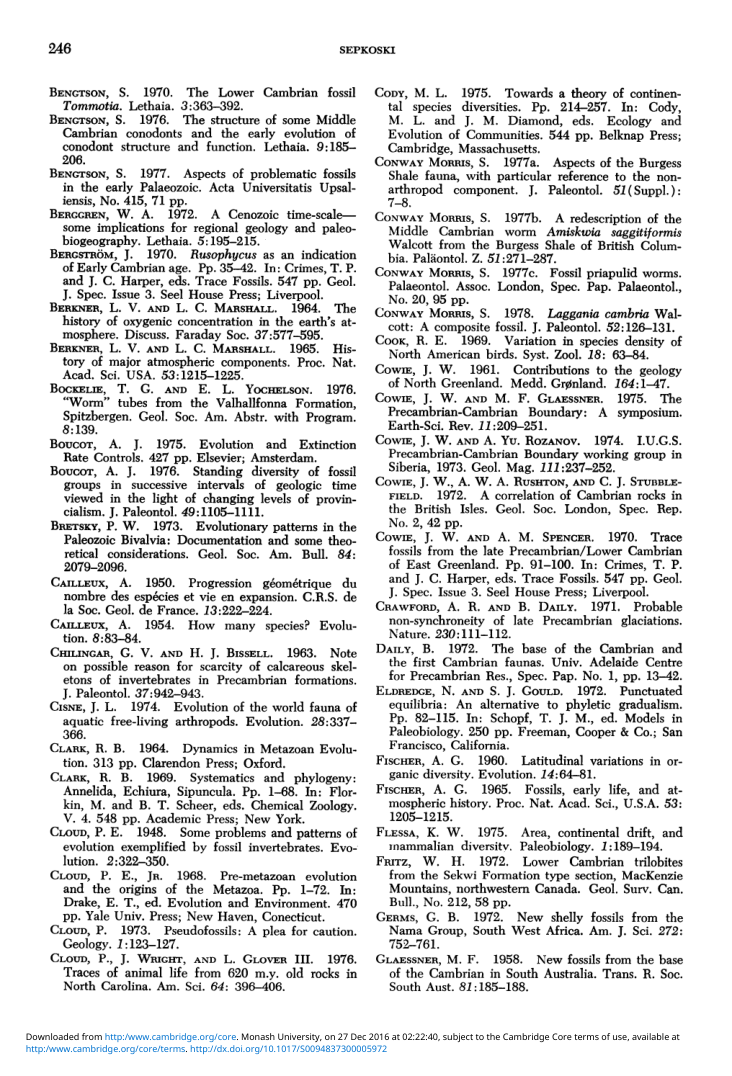 246
SEPKOSKI
BENGTSON, S. 1970. The Lower Cambrian fossil
Tommotia. Lethaia. 3:363–392.
BENGTSON, S. 1976. The structure of some Middle
Cambrian conodonts and the early evolution of
conodont structure and function. Lethaia. 9:185–
206.
BENGTSON, S. 1977. Aspects of problematic fossils
in the early Palaeozoic. Acta Universitatis Upsal-
iensis, No. 415, 71 pp.
BERGGREN, W. A. 1972. A Cenozoic time-scale—
some implications for regional geology and paleo-
biogeography. Lethaia. 5:195–215.
BERGSTRÖM, J. 1970. Rusophycus as an indication
of Early Cambrian age. Pp. 35–42. In: Crimes, T. P.
and J. C. Harper, eds. Trace Fossils. 547 pp. Geol.
J. Spec. Issue 3. Seel House Press; Liverpool.
BERKNER, L. V. AND L. C. MARSHALL. 1964. The
history of oxygenic concentration in the earth's at-
mosphere. Discuss. Faraday Soc. 37:577–595.
BERKNER, L. V. AND L. C. MARSHALL. 1965. His-
tory of major atmospheric components. Proc. Nat.
Acad. Sci. USA. 53:1215–1225.
BOCKELIE, T. G. AND E. L. YOCHELSON. 1976.
"Worm" tubes from the Valhallfonna Formation,
Spitzbergen. Geol. Soc. Am. Abstr. with Program.
8:139.
BOUCOT, A. J. 1975. Evolution and Extinction
Rate Controls. 427 pp. Elsevier; Amsterdam.
BOUCOT, A. J. 1976. Standing diversity of fossil
groups in successive intervals of geologic time
viewed in the light of changing levels of provin-
cialism. J. Paleontol. 49:1105–1111.
BRETSKY, P. W. 1973. Evolutionary patterns in the
Paleozoic Bivalvia: Documentation and some theo-
retical considerations. Geol. Soc. Am. Bull. 84:
2079–2096.
CAILLEUX, A. 1950. Progression géométrique du
nombre des espécies et vie en expansion. C.R.S. de
la Soc. Geol. de France. 13:222–224.
CAILLEUX, A. 1954. How many species? Evolu-
tion. 8:83–84.
CHILINGAR, G. V. AND H. J. BISSELL. 1963. Note
on possible reason for scarcity of calcareous skel-
etons of invertebrates in Precambrian formations.
J. Paleontol. 37:942–943.
CISNE, J. L. 1974. Evolution of the world fauna of
aquatic free-living arthropods. Evolution. 28:337–
366.
CLARK, R. B. 1964. Dynamics in Metazoan Evolu-
tion. 313 pp. Clarendon Press; Oxford.
CLARK, R. B. 1969. Systematics and phylogeny:
Annelida, Echiura, Sipuncula. Pp. 1–68. In: Flor-
kin, M. and B. T. Scheer, eds. Chemical Zoology.
V. 4. 548 pp. Academic Press; New York.
CLOUD, P. E. 1948. Some problems and patterns of
evolution exemplified by fossil invertebrates. Evo-
lution. 2:322–350.
CLOUD, P. E., JR. 1968. Pre-metazoan evolution
and the origins of the Metazoa. Pp. 1–72. In:
Drake, E. T., ed. Evolution and Environment. 470
pp. Yale Univ. Press; New Haven, Conecticut.
CLOUD, P. 1973. Pseudofossils: A plea for caution.
Geology. 1:123–127.
CLOUD, P., J. WRIGHT, AND L. GLOVER III. 1976.
Traces of animal life from 620 m.y. old rocks in
North Carolina. Am. Sci. 64: 396–406.
CODY, M. L. 1975. Towards a theory of continen-
tal species diversities. Pp. 214–257. In: Cody,
M. L. and J. M. Diamond, eds. Ecology and
Evolution of Communities. 544 pp. Belknap Press;
Cambridge, Massachusetts.
CONWAY MORRIS, S. 1977a. Aspects of the Burgess
Shale fauna, with particular reference to the non-
arthropod component. J. Paleontol. 51(Suppl.):
7–8.
CONWAY MORRIS, S. 1977b. A redescription of the
Middle Cambrian worm Amiskwia saggitiformis
Walcott from the Burgess Shale of British Colum-
bia. Paläontol. Z. 51:271–287.
CONWAY MORRIS, S. 1977c. Fossil priapulid worms.
Palaeontol. Assoc. London, Spec. Pap. Palaeontol.,
No. 20, 95 pp.
CONWAY MORRIS, S. 1978. Laggania cambria Wal-
cott: A composite fossil. J. Paleontol. 52:126–131.
COOK, R. E. 1969. Variation in species density of
North American birds. Syst. Zool. 18: 63–84.
COWIE, J. W. 1961. Contributions to the geology
of North Greenland. Medd. Grønland. 164:1–47.
COWIE, J. W. AND M. F. GLAESSNER. 1975. The
Precambrian-Cambrian Boundary: A symposium.
Earth-Sci. Rev. 11:209–251.
COWIE, J. W. AND A. YU. ROZANOV. 1974. I.U.G.S.
Precambrian-Cambrian Boundary working group in
Siberia, 1973. Geol. Mag. 111:237–252.
COWIE, J. W., A. W. A. RUSHTON, AND C. J. STUBBLE-
FIELD. 1972. A correlation of Cambrian rocks in
the British Isles. Geol. Soc. London, Spec. Rep.
No. 2, 42 pp.
COWIE, J. W. AND A. M. SPENCER. 1970. Trace
fossils from the late Precambrian/Lower Cambrian
of East Greenland. Pp. 91–100. In: Crimes, T. P.
and J. C. Harper, eds. Trace Fossils. 547 pp. Geol.
J. Spec. Issue 3. Seel House Press; Liverpool.
CRAWFORD, A. R. AND B. DAILY. 1971. Probable
non-synchroneity of late Precambrian glaciations.
Nature. 230:111–112.
DAILY, B. 1972. The base of the Cambrian and
the first Cambrian faunas. Univ. Adelaide Centre
for Precambrian Res., Spec. Pap. No. 1, pp. 13–42.
ELDREDGE, N. AND S. J. GOULD. 1972. Punctuated
equilibria: An alternative to phyletic gradualism.
Pp. 82–115. In: Schopf, T. J. M., ed. Models in
Paleobiology. 250 pp. Freeman, Cooper & Co.; San
Francisco, California.
FISCHER, A. G. 1960. Latitudinal variations in or-
ganic diversity. Evolution. 14:64–81.
FISCHER, A. G. 1965. Fossils, early life, and at-
mospheric history. Proc. Nat. Acad. Sci., U.S.A. 53:
1205–1215.
FLESSA, K. W. 1975. Area, continental drift, and
mammalian diversity. Paleobiology. 1:189–194.
FRITZ, W. H. 1972. Lower Cambrian trilobites
from the Sekwi Formation type section, MacKenzie
Mountains, northwestern Canada. Geol. Surv. Can.
Bull., No. 212, 58 pp.
GERMS, G. B. 1972. New shelly fossils from the
Nama Group, South West Africa. Am. J. Sci. 272:
752–761.
GLAESSNER, M. F. 1958. New fossils from the base
of the Cambrian in South Australia. Trans. R. Soc.
South Aust. 81:185–188.
Downloaded from http:/www.cambridge.org/core. Monash University, on 27 Dec 2016 at 02:22:40, subject to the Cambridge Core terms of use, available at
http:/www.cambridge.org/core/terms. http://dx.doi.org/10.1017/S0094837300005972